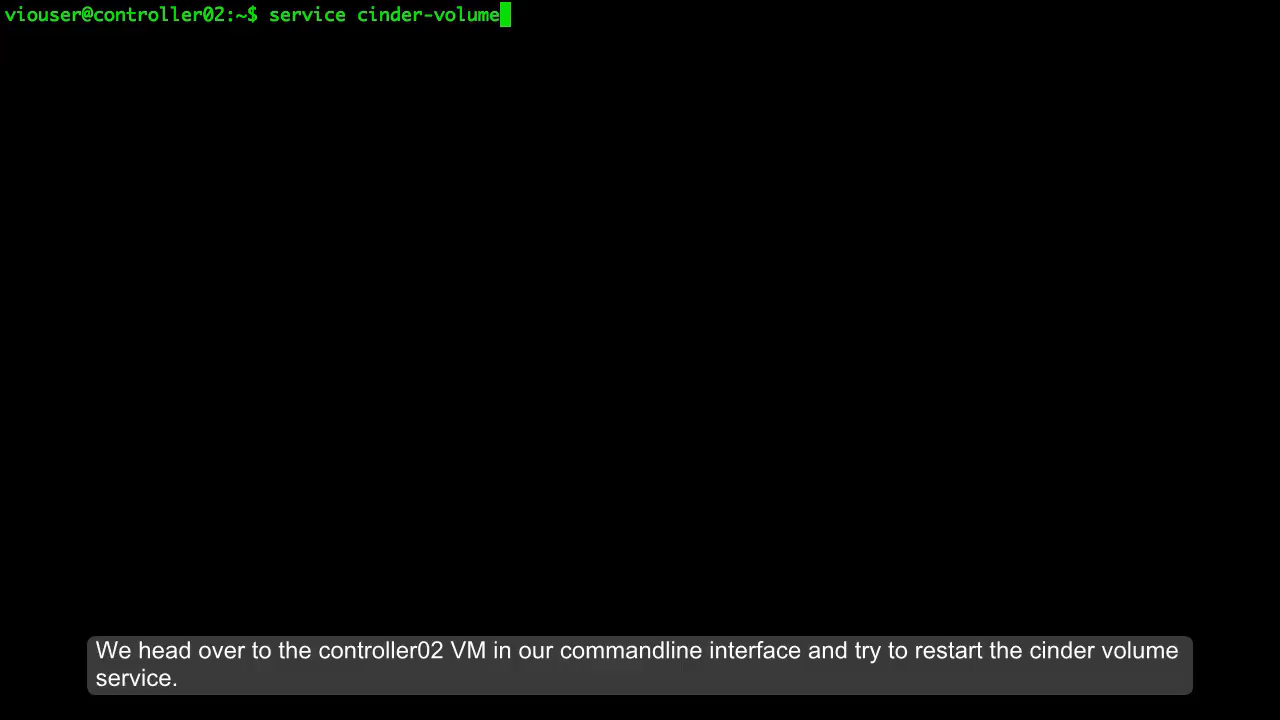 viouser@controller02:~$ service cinder-volume
We head over to the controller02 VM in our commandline interface and try to restart the cinder volume
service.